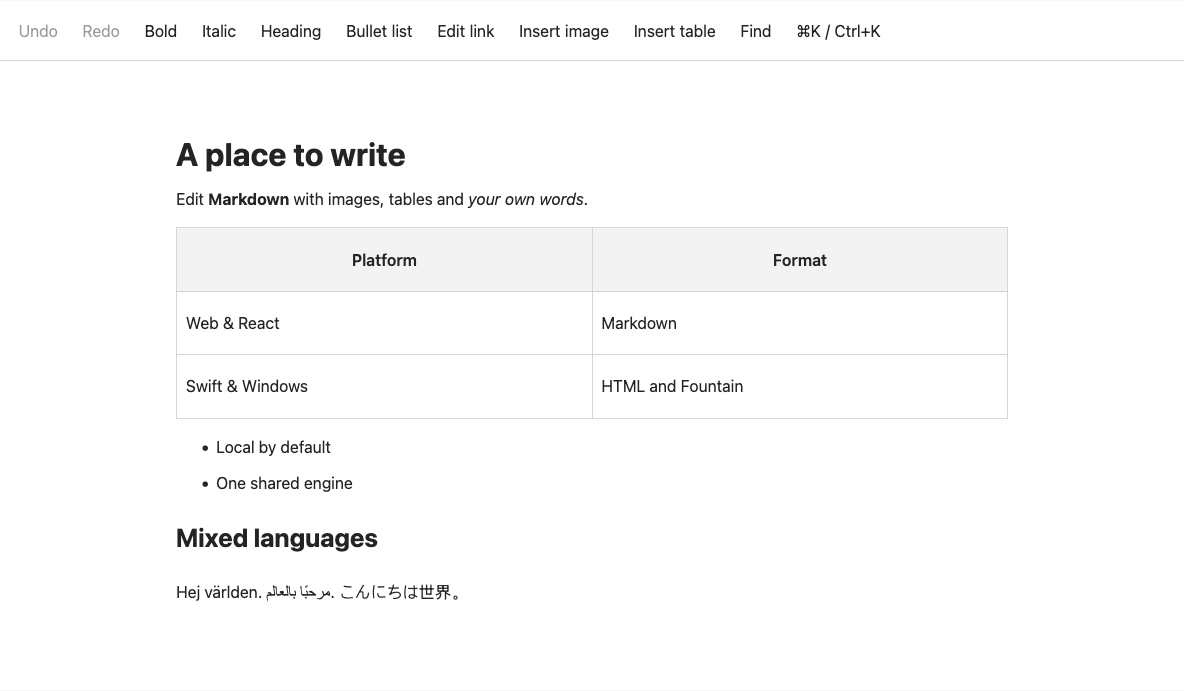 Undo Redo Bold Italic Heading Bullet list Edit link Insert image Insert table Find ⌘K / Ctrl+K
A place to write
Edit Markdown with images, tables and your own words.
Platform Format
Web & React Markdown
Swift & Windows HTML and Fountain
• Local by default
• One shared engine
Mixed languages
Hej världen. مرحبًا بالعالم. こんにちは世界。